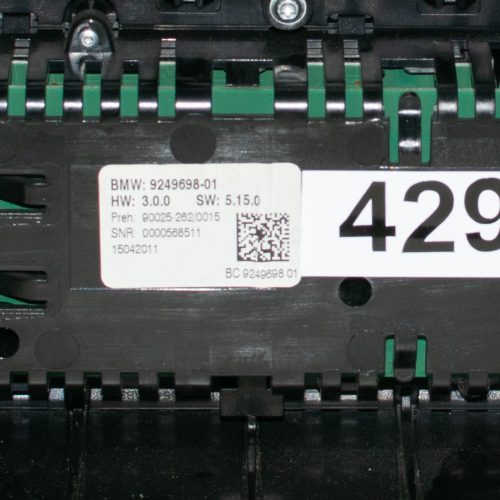 BMW: 9249698-01
HW: 3.0.0 SW: 5.15.0
Preh: 90025-262/0015
SNR: 0000568511
15042011
BC 9249698 01
429